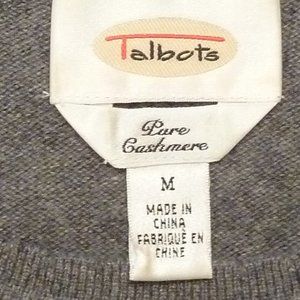 Talbots
Pure
Cashmere
M
MADE IN
CHINA
FABRIQUÉ EN
CHINE